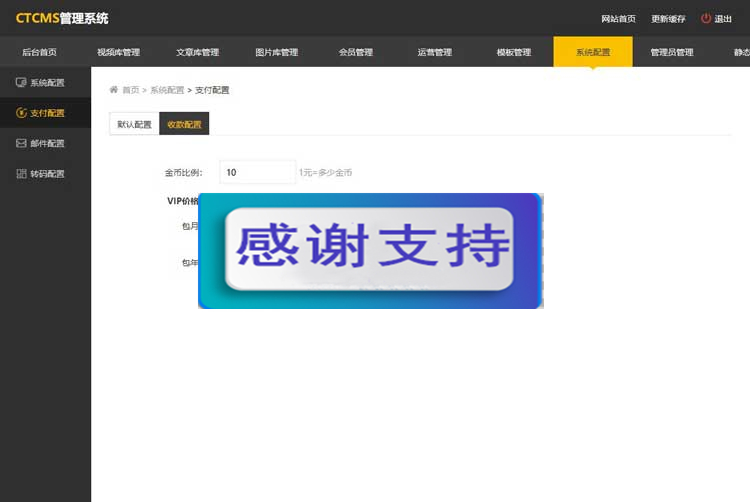 CTCMS管理系统
网站首页 更新缓存 退出
后台首页 视频库管理 文章库管理 图片库管理 会员管理 运营管理 模板管理 系统配置 管理员管理 静态
系统配置
支付配置
邮件配置
转码配置
首页 > 系统配置 > 支付配置
默认配置 收款配置
金币比例: 10 1元=多少金币
VIP价格
包月
感谢支持
包年